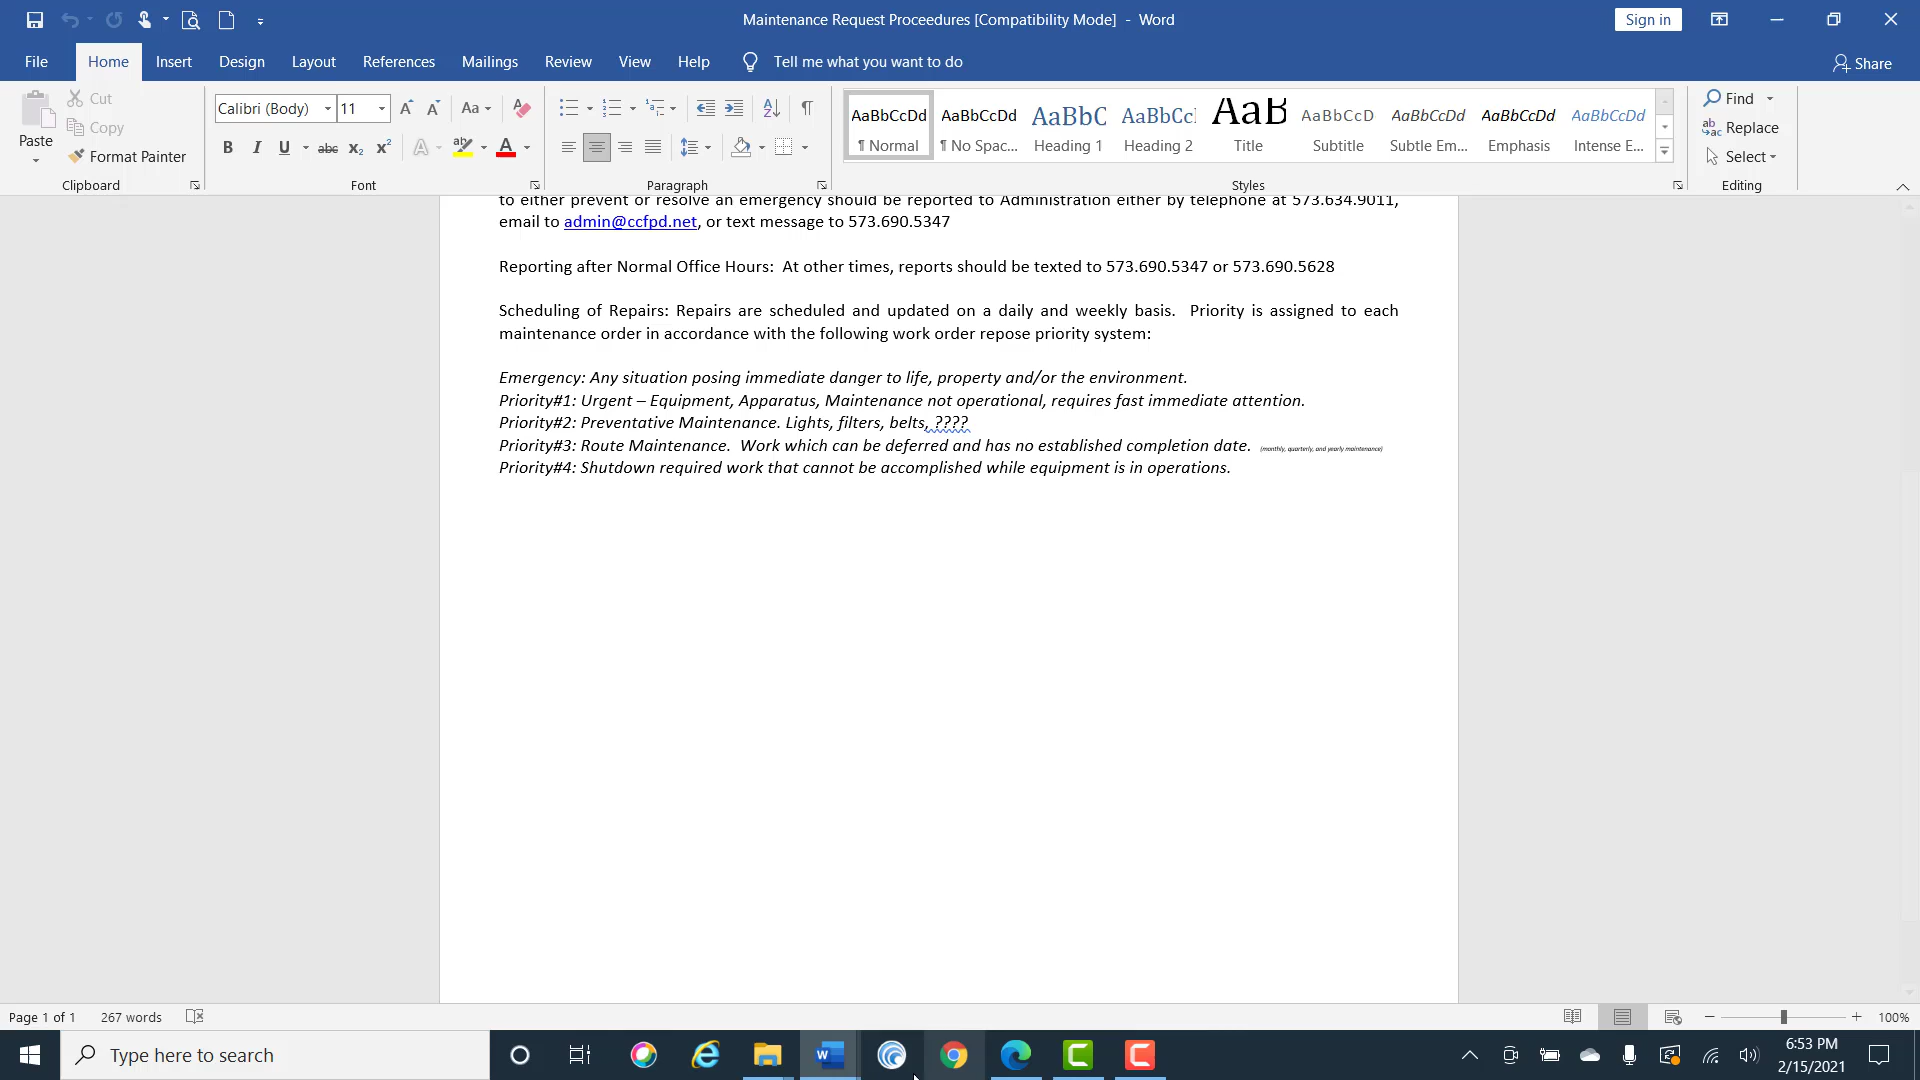 Maintenance Request Proceedures [Compatibility Mode] - Word
Sign in
File Home Insert Design Layout References Mailings Review View Help Tell me what you want to do
Share
Paste
Cut
Copy
Format Painter
Clipboard
Calibri (Body) 11
Font
Paragraph
AaBbCcDd AaBbCcDd AaBbC AaBbCcl AaB AaBbCcD AaBbCcDd AaBbCcDd AaBbCcDd
¶ Normal ¶ No Spac... Heading 1 Heading 2 Title Subtitle Subtle Em... Emphasis Intense E...
Styles
Find
Replace
Select
Editing
to either prevent or resolve an emergency should be reported to Administration either by telephone at 573.634.9011,
email to admin@ccfpd.net, or text message to 573.690.5347
Reporting after Normal Office Hours: At other times, reports should be texted to 573.690.5347 or 573.690.5628
Scheduling of Repairs: Repairs are scheduled and updated on a daily and weekly basis. Priority is assigned to each
maintenance order in accordance with the following work order repose priority system:
Emergency: Any situation posing immediate danger to life, property and/or the environment.
Priority#1: Urgent – Equipment, Apparatus, Maintenance not operational, requires fast immediate attention.
Priority#2: Preventative Maintenance. Lights, filters, belts, ????
Priority#3: Route Maintenance. Work which can be deferred and has no established completion date. (monthly, quarterly, and yearly maintenance)
Priority#4: Shutdown required work that cannot be accomplished while equipment is in operations.
Page 1 of 1 267 words
100%
Type here to search
6:53 PM
2/15/2021